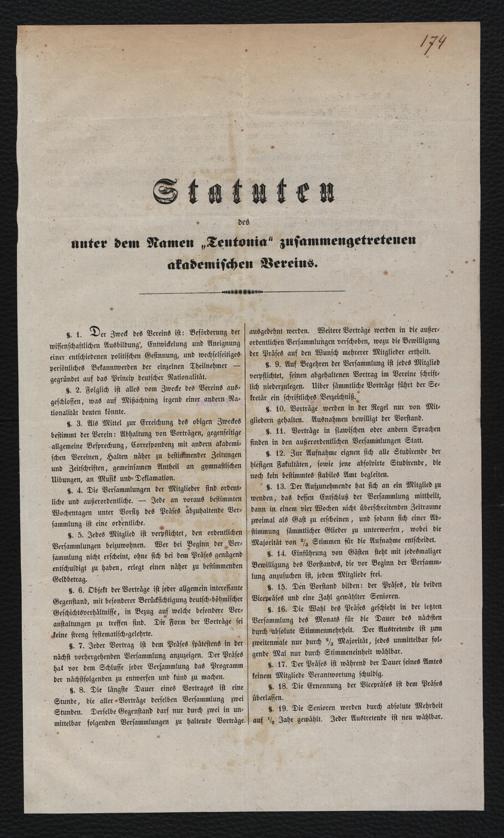 174
Statuten
des
unter dem Namen „Teutonia“ zusammengetretenen
akademischen Vereins.
§. 1. Der Zweck des Vereins ist: Beförderung der
wissenschaftlichen Ausbildung, Entwickelung und Aneignung
einer entschiedenen politischen Gesinnung, und wechselseitiges
persönliches Bekanntwerden der einzelnen Theilnehmer —
gegründet auf das Princip deutscher Nationalität.
§. 2. Folglich ist alles vom Zwecke des Vereins aus-
geschlossen, was auf Mißachtung irgend einer andern Na-
tionalität deuten könnte.
§. 3. Als Mittel zur Erreichung des obigen Zweckes
bestimmt der Verein: Abhaltung von Vorträgen, gegenseitige
allgemeine Besprechung, Correspondenz mit andern akademi-
schen Vereinen, Halten näher zu bestimmender Zeitungen
und Zeitschriften, gemeinsamen Antheil an gymnastischen
Uibungen, an Musik und Deklamation.
§. 4. Die Versammlungen der Mitglieder sind ordent-
liche und außerordentliche. — Jede an voraus bestimmten
Wochentagen unter Vorsitz des Präses abzuhaltende Ver-
sammlung ist eine ordentliche.
§. 5. Jedes Mitglied ist verpflichtet, den ordentlichen
Versammlungen beizuwohnen. Wer bei Beginn der Ver-
sammlung nicht erscheint, ohne sich bei dem Präses genügend
entschuldigt zu haben, erlegt einen näher zu bestimmenden
Geldbetrag.
§. 6. Objekt der Vorträge ist jeder allgemein interessante
Gegenstand, mit besonderer Berücksichtigung deutsch-böhmischer
Geschichtsverhältnisse, in Bezug auf welche besondere Ver-
anstaltungen zu treffen sind. Die Form der Vorträge sei
keine streng systematisch-gelehrte.
§. 7. Jeder Vortrag ist dem Präses spätestens in der
nächst vorhergehenden Versammlung anzuzeigen. Der Präses
hat vor dem Schlusse jeder Versammlung das Programm
der nächstfolgenden zu entwerfen und kund zu machen.
§. 8. Die längste Dauer eines Vortrages ist eine
Stunde, die aller Vorträge derselben Versammlung zwei
Stunden. Derselbe Gegenstand darf nur durch zwei in un-
mittelbar folgenden Versammlungen zu haltende Vorträge
ausgedehnt werden. Weitere Vorträge werden in die außer-
ordentlichen Versammlungen verschoben, wozu die Bewilligung
der Präses auf den Wunsch mehrerer Mitglieder ertheilt.
§. 9. Auf Begehren der Versammlung ist jedes Mitglied
verpflichtet, seinen abgehaltenen Vortrag im Vereine schrift-
lich niederzulegen. Uiber sämmtliche Vorträge führt der Se-
kretär ein schriftliches Verzeichniß.
§. 10. Vorträge werden in der Regel nur von Mit-
gliedern gehalten. Ausnahmen bewilligt der Vorstand.
§. 11. Vorträge in slawischen oder andern Sprachen
finden in den außerordentlichen Versammlungen Statt.
§. 12. Zur Aufnahme eignen sich alle Studirende der
hiesigen Fakultäten, sowie jene absolvirte Studirende, die
noch kein bestimmtes stabiles Amt begleiten.
§. 13. Der Aufzunehmende hat sich an ein Mitglied zu
wenden, das dessen Entschluß der Versammlung mittheilt,
dann in einem vier Wochen nicht überschreitenden Zeitraume
zweimal als Gast zu erscheinen, und sodann sich einer Ab-
stimmung sämmtlicher Glieder zu unterwerfen, wobei die
Majorität von Stimmen für die Aufnahme entscheidet.
§. 14. Einführung von Gästen steht mit jedesmaliger
Bewilligung des Vorstandes, die vor Beginn der Versamm-
lung anzusuchen ist, jedem Mitgliede frei.
§. 15. Den Vorstand bilden: der Präses, die beiden
Vicepräses und eine Zahl gewählter Senioren.
§. 16. Die Wahl des Präses geschieht in der letzten
Versammlung des Monats für die Dauer des nächsten
durch absolute Stimmenmehrheit. Der Austretende ist zum
zweitenmale nur durch Majorität, jedes unmittelbar fol-
gende Mal nur durch Stimmeneinheit wählbar.
§. 17. Der Präses ist während der Dauer seines Amtes
keinem Mitgliede Verantwortung schuldig.
§. 18. Die Ernennung der Vicepräses ist dem Präses
überlassen.
§. 19. Die Senioren werden durch absolute Mehrheit
auf Jahr gewählt. Jeder Austretende ist neu wählbar.